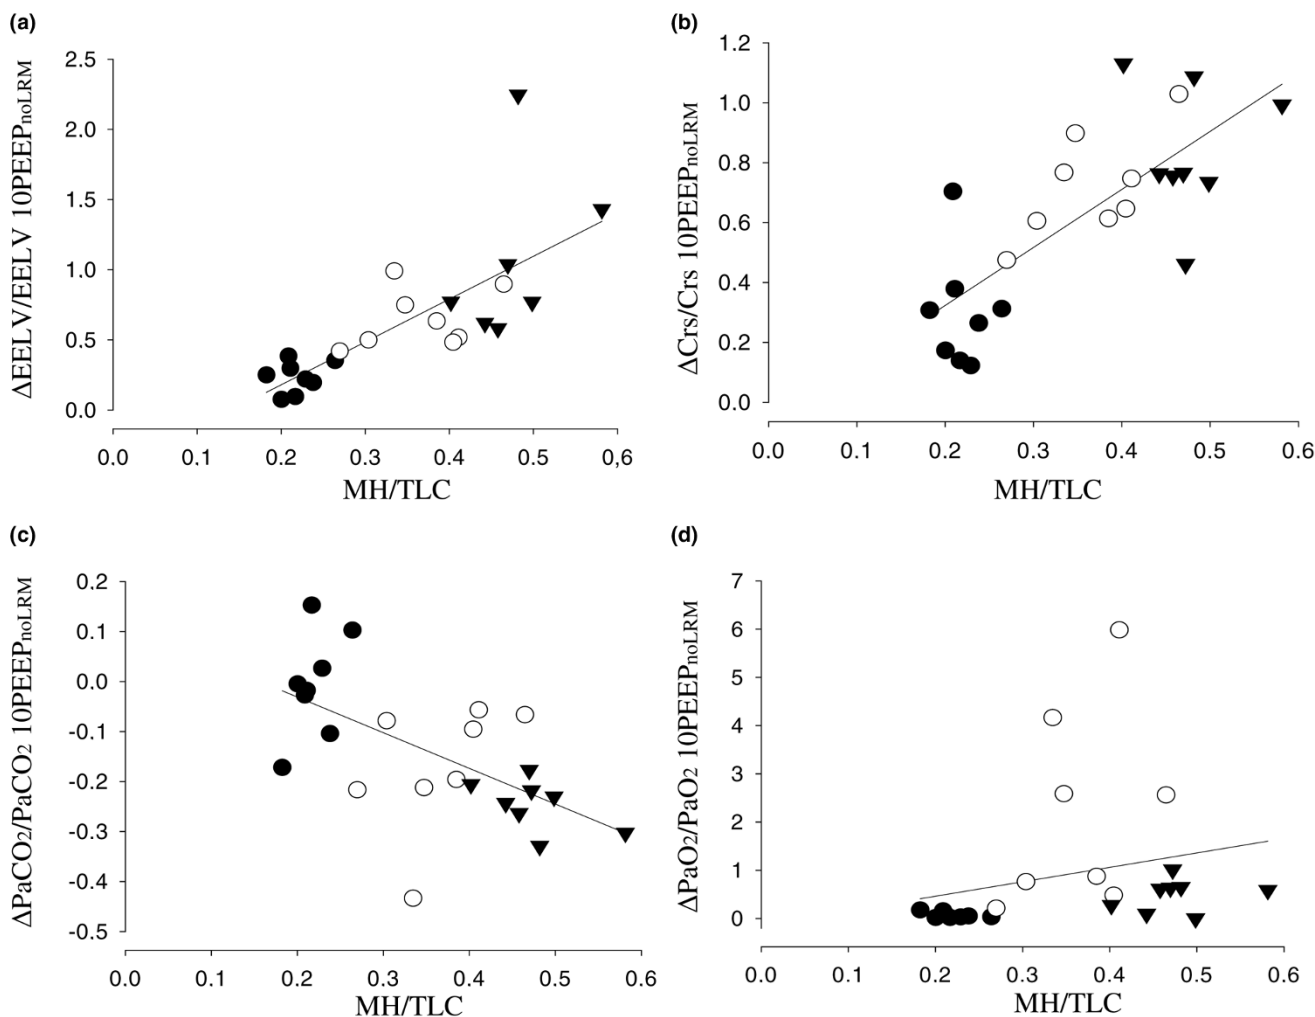 (a)
ΔEELV/EELV 10PEEPnoLRM
2.5
2.0
1.5
1.0
0.5
0.0
0.0 0.1 0.2 0.3 0.4 0.5 0,6
MH/TLC
(b)
ΔCrs/Crs 10PEEPnoLRM
1.2
1.0
0.8
0.6
0.4
0.2
0.0
0.0 0.1 0.2 0.3 0.4 0.5 0.6
MH/TLC
(c)
ΔPaCO2/PaCO2 10PEEPnoLRM
0.2
0.1
0.0
-0.1
-0.2
-0.3
-0.4
-0.5
0.0 0.1 0.2 0.3 0.4 0.5 0.6
MH/TLC
(d)
ΔPaO2/PaO2 10PEEPnoLRM
7
6
5
4
3
2
1
0
0.0 0.1 0.2 0.3 0.4 0.5 0.6
MH/TLC